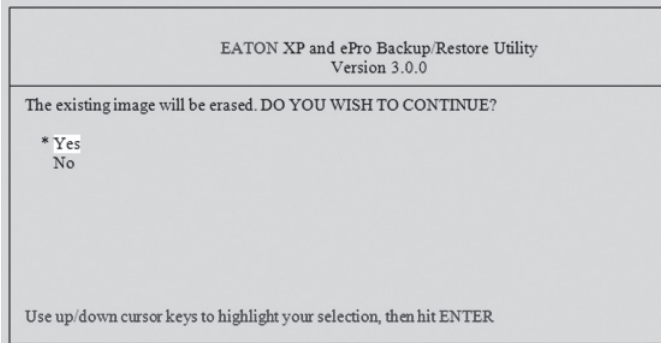 EATON XP and ePro Backup/Restore Utility
Version 3.0.0
The existing image will be erased. DO YOU WISH TO CONTINUE?
* Yes
No
Use up/down cursor keys to highlight your selection, then hit ENTER